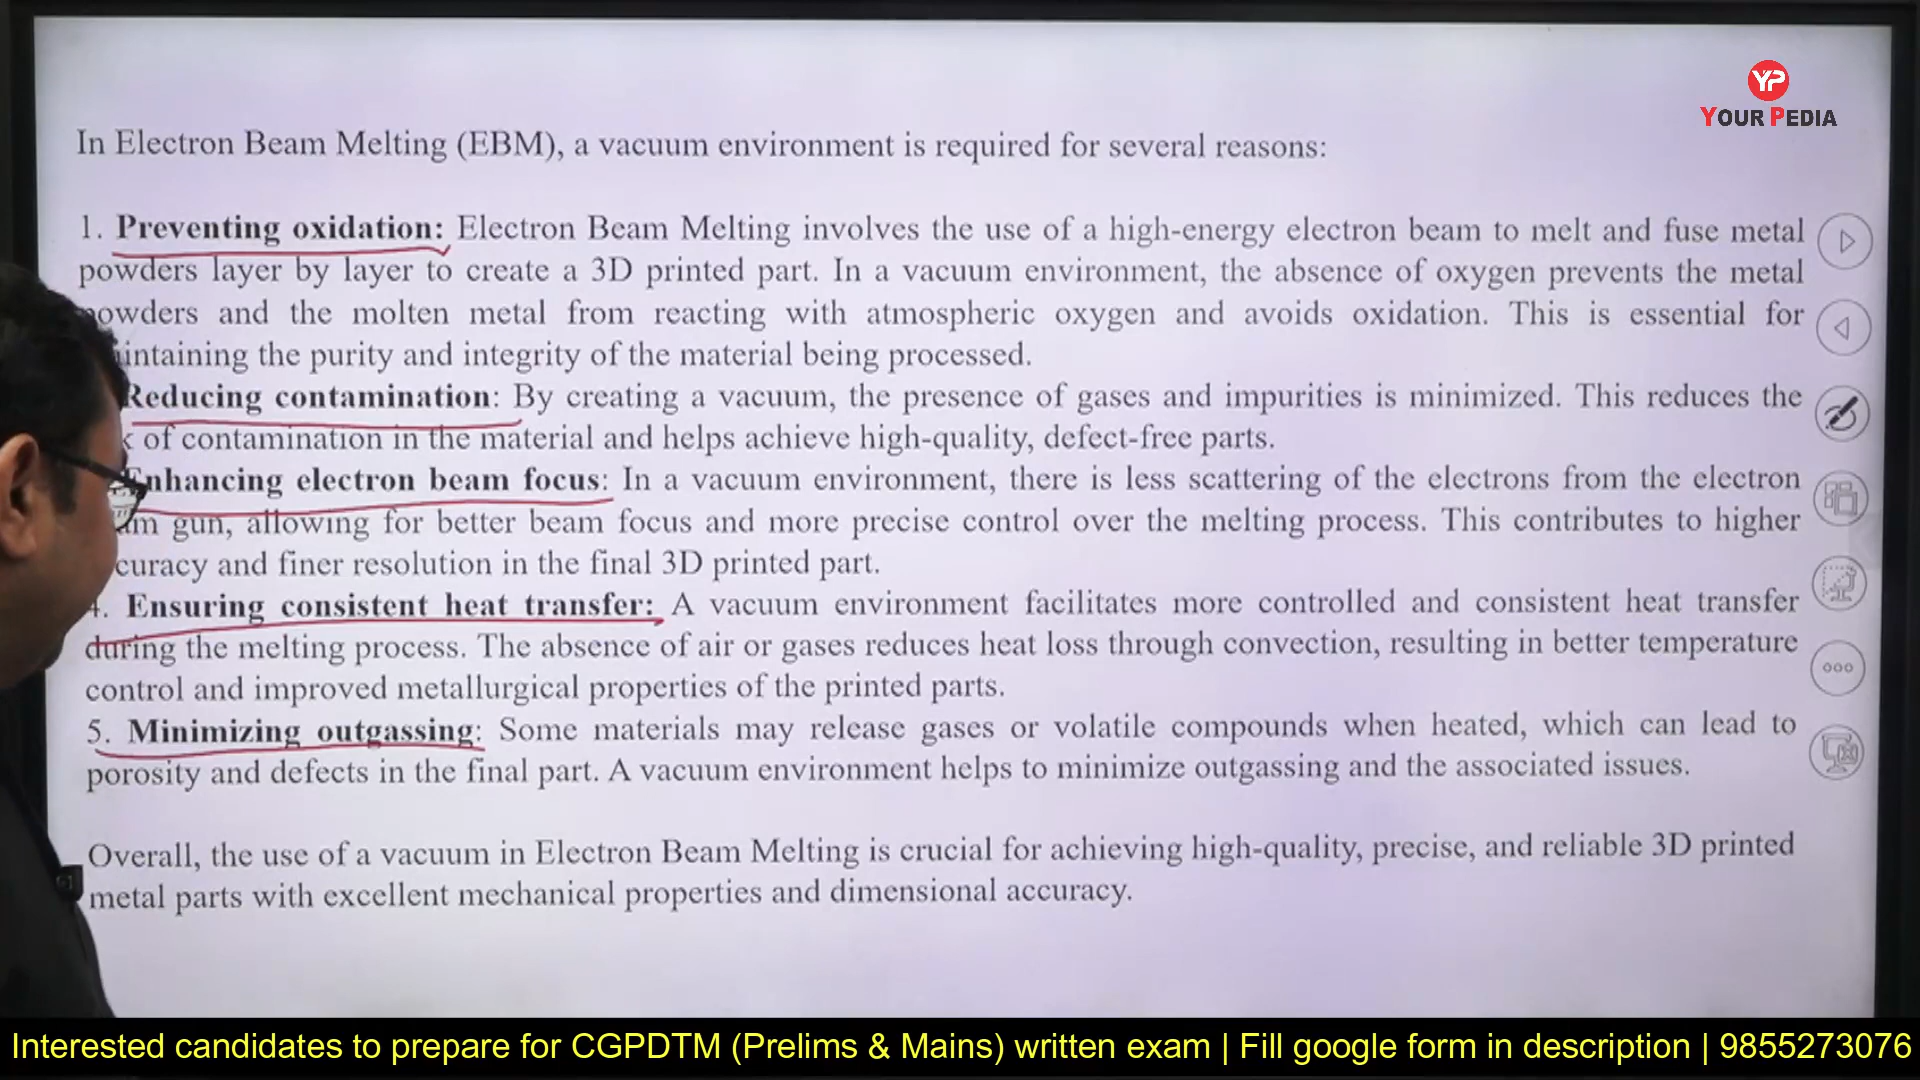 YP
YOUR PEDIA
In Electron Beam Melting (EBM), a vacuum environment is required for several reasons:
1. Preventing oxidation: Electron Beam Melting involves the use of a high-energy electron beam to melt and fuse metal
powders layer by layer to create a 3D printed part. In a vacuum environment, the absence of oxygen prevents the metal
powders and the molten metal from reacting with atmospheric oxygen and avoids oxidation. This is essential for
the purity and integrity of the material being processed.
Reducing contamination: By creating a vacuum, the presence of gases and impurities is minimized. This reduces the
of contamination in the material and helps achieve high-quality, defect-free parts.
Enhancing electron beam focus: In a vacuum environment, there is less scattering of the electrons from the electron
gun, allowing for better beam focus and more precise control over the melting process. This contributes to higher
and finer resolution in the final 3D printed part.
4. Ensuring consistent heat transfer: A vacuum environment facilitates more controlled and consistent heat transfer
during the melting process. The absence of air or gases reduces heat loss through convection, resulting in better temperature
control and improved metallurgical properties of the printed parts.
5. Minimizing outgassing: Some materials may release gases or volatile compounds when heated, which can lead to
porosity and defects in the final part. A vacuum environment helps to minimize outgassing and the associated issues.
Overall, the use of a vacuum in Electron Beam Melting is crucial for achieving high-quality, precise, and reliable 3D printed
metal parts with excellent mechanical properties and dimensional accuracy.
Interested candidates to prepare for CGPDTM (Prelims & Mains) written exam | Fill google form in description | 9855273076